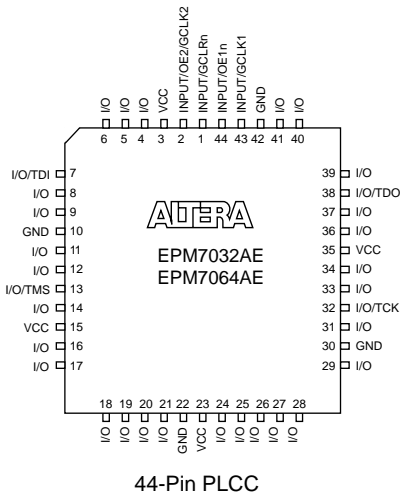 I/O
I/O
I/O
VCC
INPUT/OE2/GCLK2
INPUT/GCLRn
INPUT/OE1n
INPUT/GCLK1
GND
I/O
I/O
6 5 4 3 2 1 44 43 42 41 40
I/O/TDI 7
I/O 8
I/O 9
GND 10
I/O 11
I/O 12
I/O/TMS 13
I/O 14
VCC 15
I/O 16
I/O 17
ALTERA
EPM7032AE
EPM7064AE
39 I/O
38 I/O/TDO
37 I/O
36 I/O
35 VCC
34 I/O
33 I/O
32 I/O/TCK
31 I/O
30 GND
29 I/O
18 19 20 21 22 23 24 25 26 27 28
I/O
I/O
I/O
I/O
GND
VCC
I/O
I/O
I/O
I/O
I/O
44-Pin PLCC